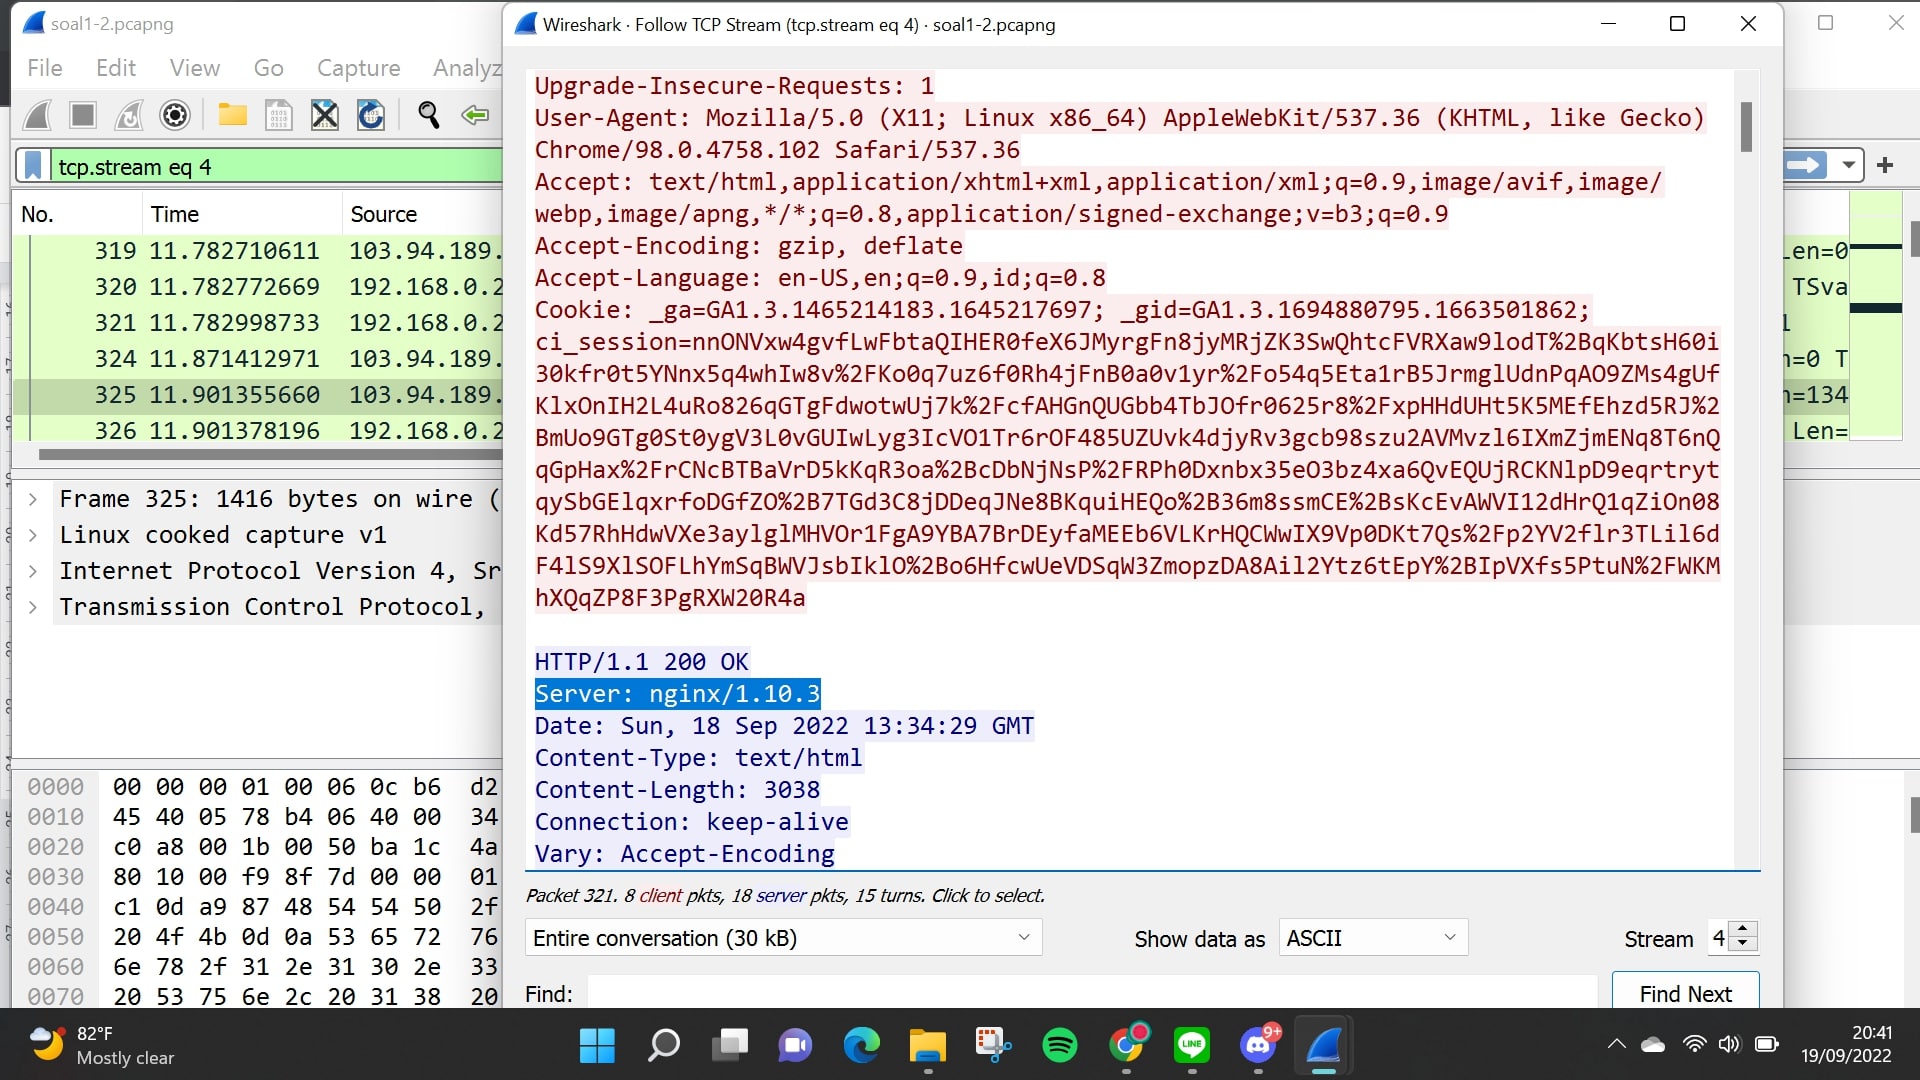 soal1-2.pcapng
File Edit View Go Capture Analyz
tcp.stream eq 4
No. Time Source
319 11.782710611 103.94.189.
320 11.782772669 192.168.0.2
321 11.782998733 192.168.0.2
324 11.871412971 103.94.189.
325 11.901355660 103.94.189.
326 11.901378196 192.168.0.2
Frame 325: 1416 bytes on wire (
Linux cooked capture v1
Internet Protocol Version 4, Sr
Transmission Control Protocol,
0000 00 00 00 01 00 06 0c b6 d2
0010 45 40 05 78 b4 06 40 00 34
0020 c0 a8 00 1b 00 50 ba 1c 4a
0030 80 10 00 f9 8f 7d 00 00 01
0040 c1 0d a9 87 48 54 54 50 2f
0050 20 4f 4b 0d 0a 53 65 72 76
0060 6e 78 2f 31 2e 31 30 2e 33
0070 20 53 75 6e 2c 20 31 38 20
Wireshark · Follow TCP Stream (tcp.stream eq 4) · soal1-2.pcapng
Upgrade-Insecure-Requests: 1
User-Agent: Mozilla/5.0 (X11; Linux x86_64) AppleWebKit/537.36 (KHTML, like Gecko)
Chrome/98.0.4758.102 Safari/537.36
Accept: text/html,application/xhtml+xml,application/xml;q=0.9,image/avif,image/
webp,image/apng,*/*;q=0.8,application/signed-exchange;v=b3;q=0.9
Accept-Encoding: gzip, deflate
Accept-Language: en-US,en;q=0.9,id;q=0.8
Cookie: _ga=GA1.3.1465214183.1645217697; _gid=GA1.3.1694880795.1663501862;
ci_session=nnONVxw4gvfLwFbtaQIHER0feX6JMyrgFn8jyMRjZK3SwQhtcFVRXaw9lodT%2BqKbtsH60i
30kfr0t5YNnx5q4whIw8v%2FKo0q7uz6f0Rh4jFnB0a0v1yr%2Fo54q5Eta1rB5JrmglUdnPqAO9ZMs4gUf
KlxOnIH2L4uRo826qGTgFdwotwUj7k%2FcfAHGnQUGbb4TbJOfr0625r8%2FxpHHdUHt5K5MEfEhzd5RJ%2
BmUo9GTg0St0ygV3L0vGUIwLyg3IcVO1Tr6rOF485UZUvk4djyRv3gcb98szu2AVMvzl6IXmZjmENq8T6nQ
qGpHax%2FrCNcBTBaVrD5kKqR3oa%2BcDbNjNsP%2FRPh0Dxnbx35eO3bz4xa6QvEQUjRCKNlpD9eqrtryt
qySbGElqxrfoDGfZO%2B7TGd3C8jDDeqJNe8BKquiHEQo%2B36m8ssmCE%2BsKcEvAWVI12dHrQ1qZiOn08
Kd57RhHdwVXe3aylglMHVOr1FgA9YBA7BrDEyfaMEEb6VLKrHQCWwIX9Vp0DKt7Qs%2Fp2YV2flr3TLil6d
F4lS9XlSOFLhYmSqBWVJsbIklO%2Bo6HfcwUeVDSqW3ZmopzDA8Ail2Ytz6tEpY%2BIpVXfs5PtuN%2FWKM
hXQqZP8F3PgRXW20R4a
HTTP/1.1 200 OK
Server: nginx/1.10.3
Date: Sun, 18 Sep 2022 13:34:29 GMT
Content-Type: text/html
Content-Length: 3038
Connection: keep-alive
Vary: Accept-Encoding
Packet 321. 8 client pkts, 18 server pkts, 15 turns. Click to select.
Entire conversation (30 kB) Show data as ASCII Stream 4
Find: Find Next
Len=0
TSva
n=0 T
n=134
Len=
82°F
Mostly clear
LINE
9+
20:41
19/09/2022